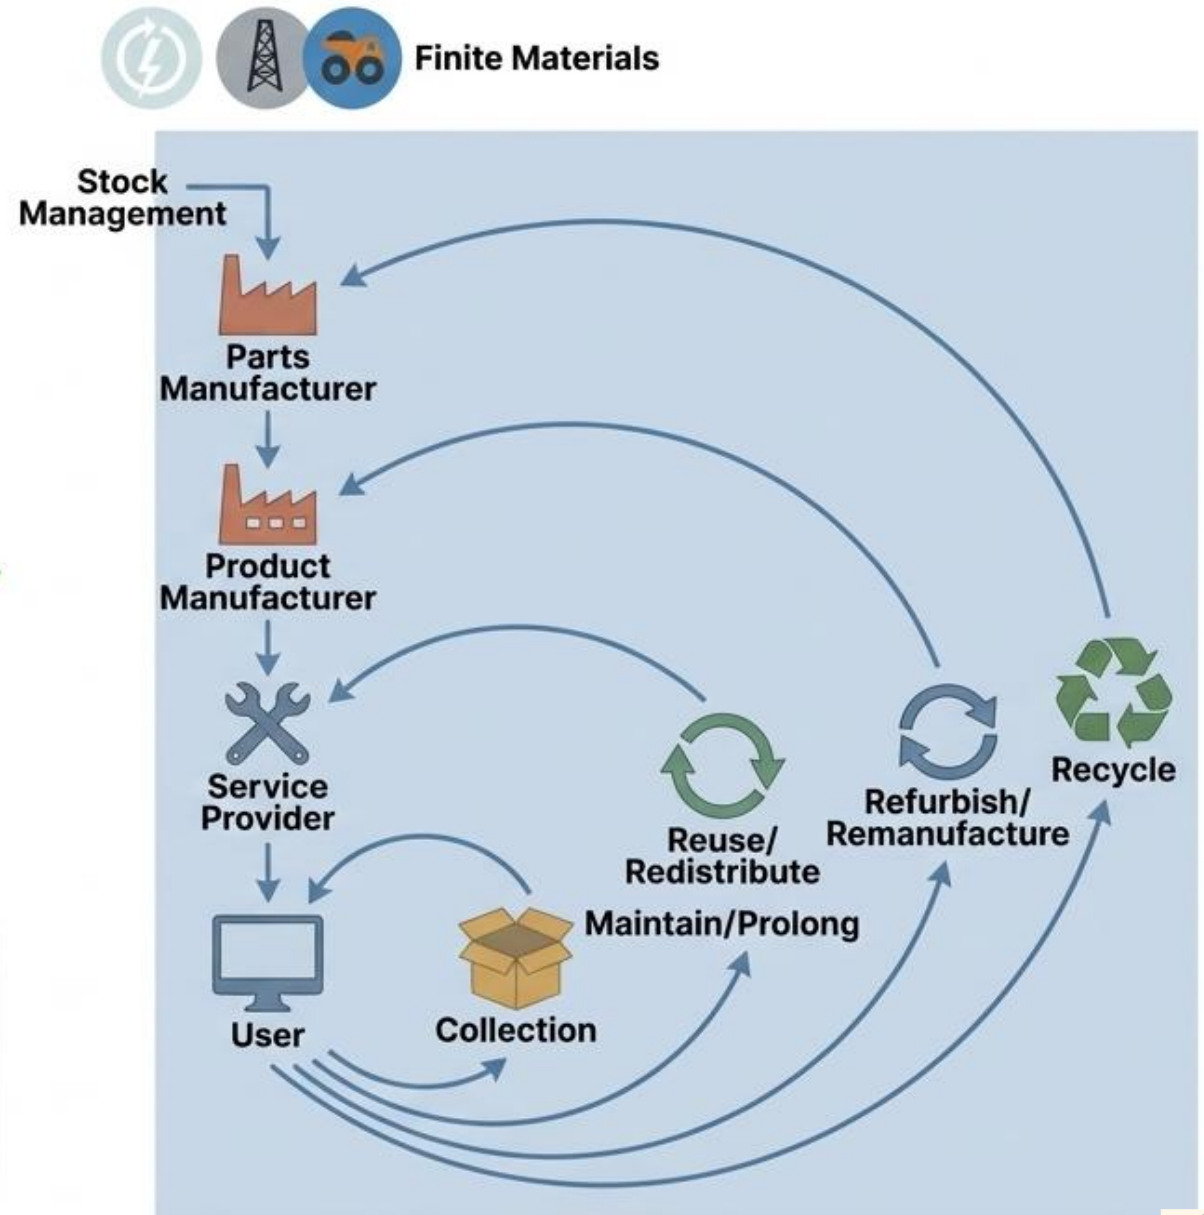 Finite Materials
Stock
Management
Parts
Manufacturer
Product
Manufacturer
Service
Provider
Recycle
Refurbish/
Remanufacture
Reuse/
Redistribute
Maintain/Prolong
User
Collection